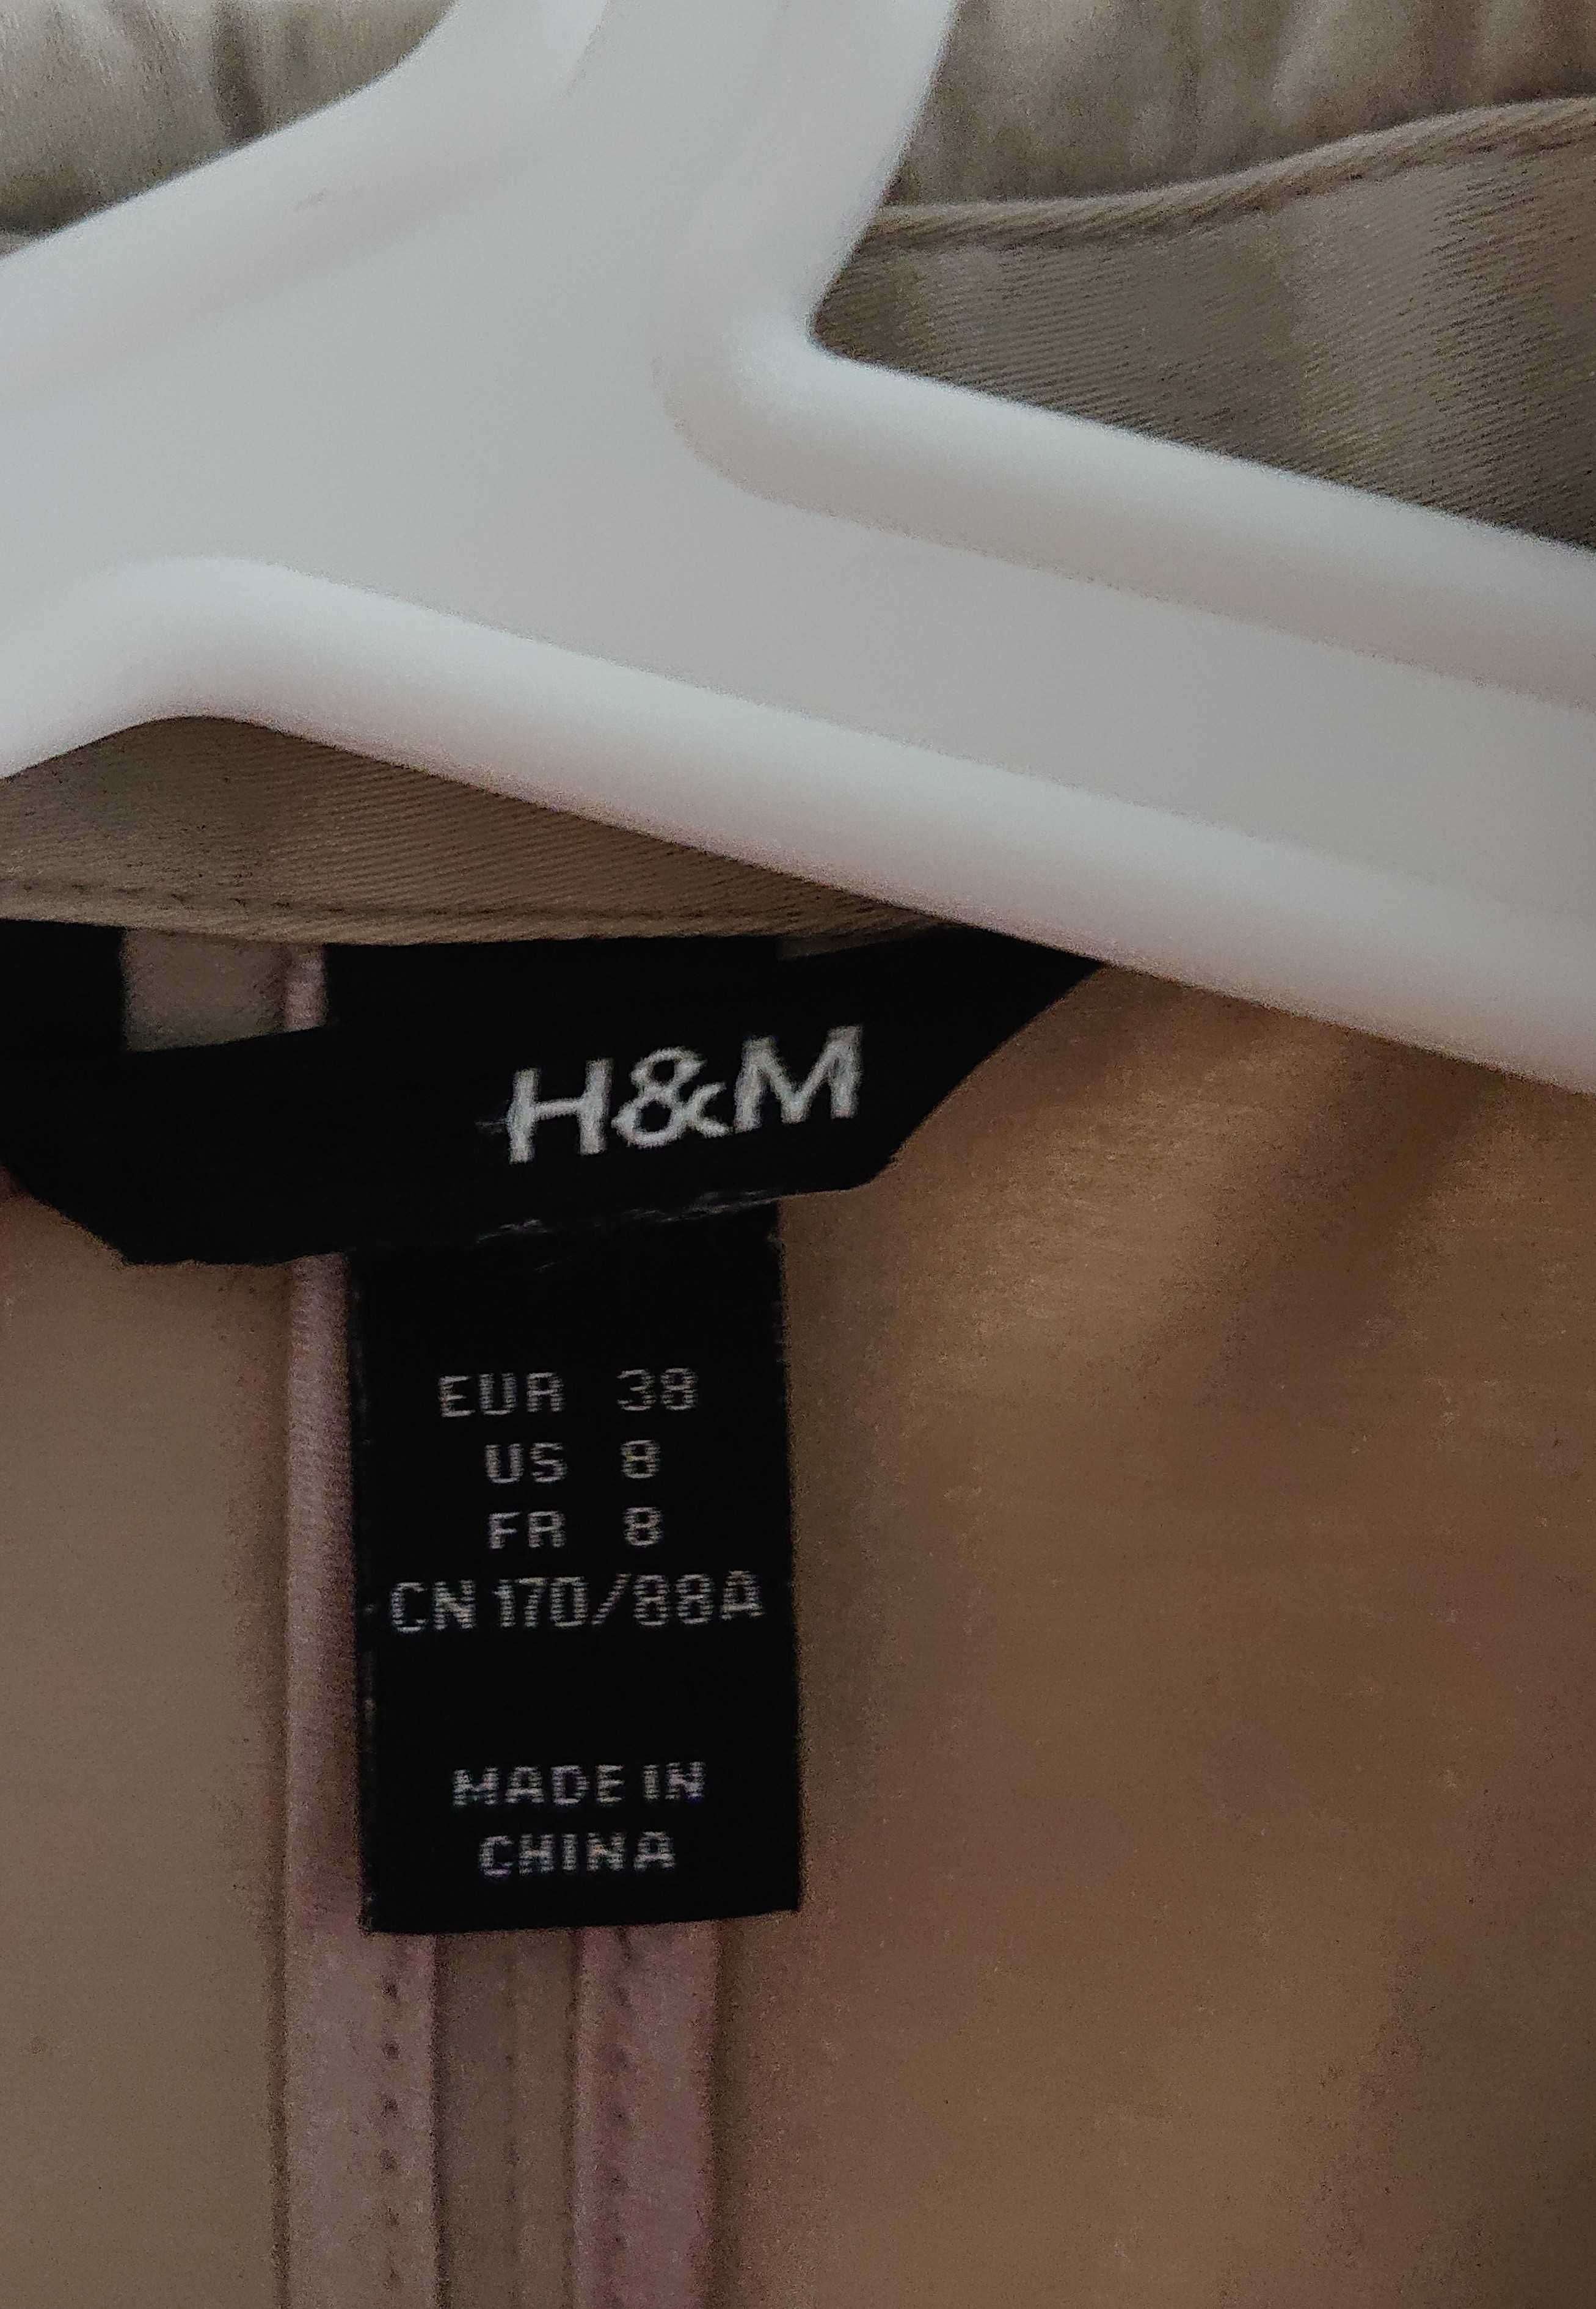 H&M
EUR 38
US 8
FR 8
CN 170/88A
MADE IN
CHINA